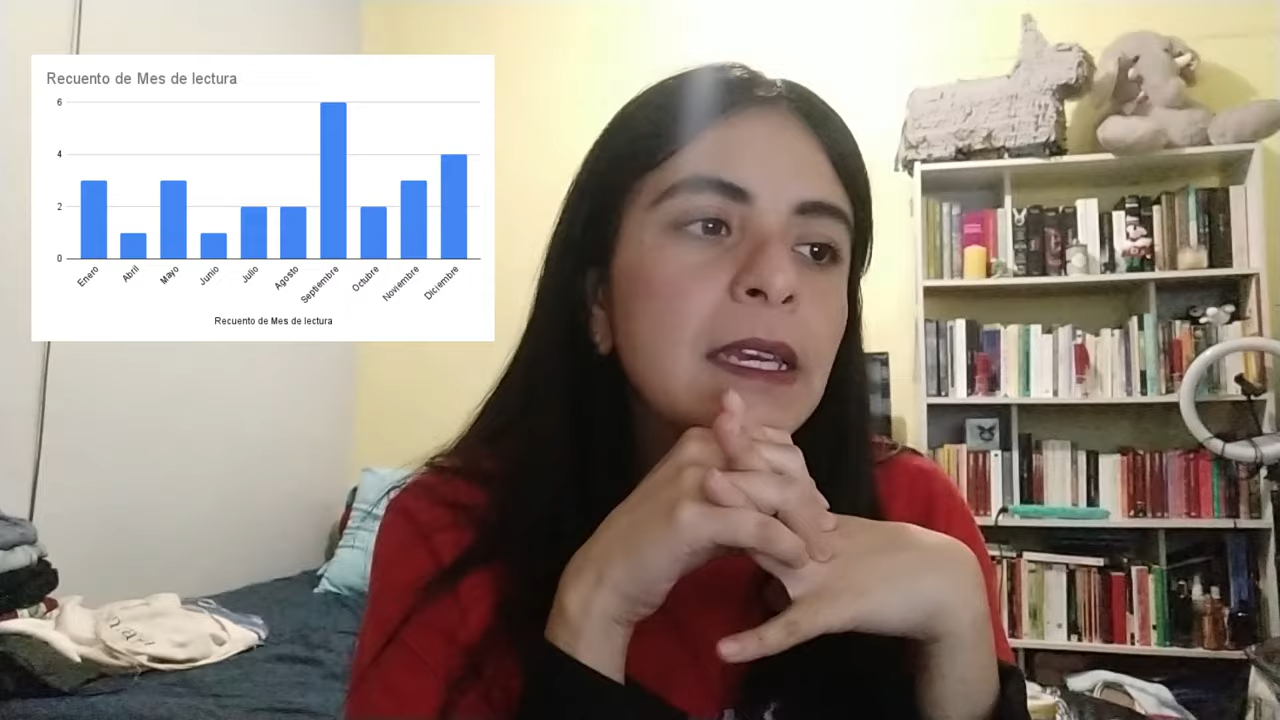 Recuento de Mes de lectura
6
4
2
0
Enero
Abril
Mayo
Junio
Julio
Agosto
Septiembre
Octubre
Noviembre
Diciembre
Recuento de Mes de lectura